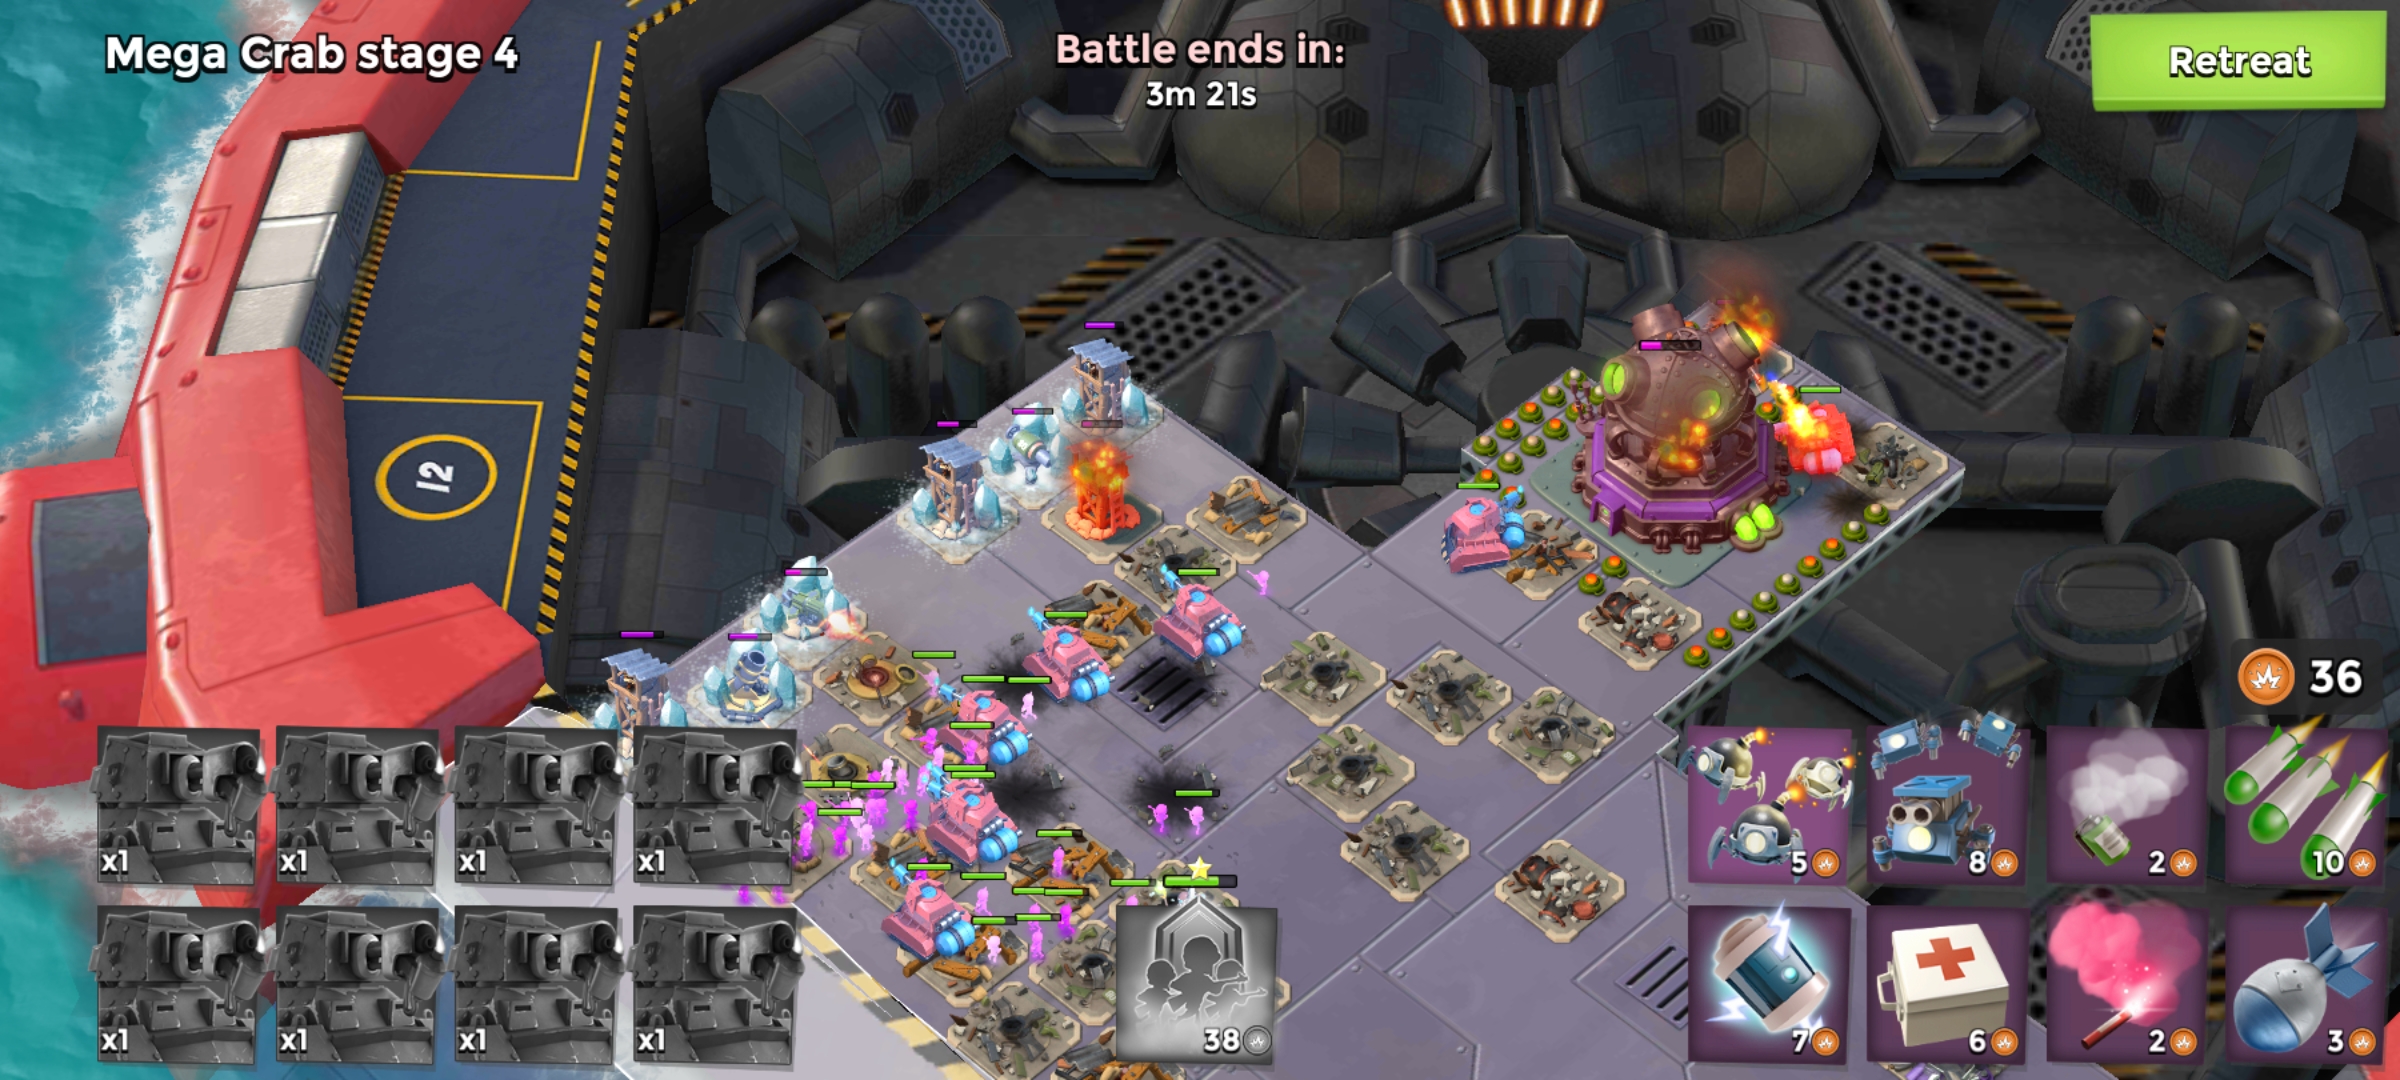 Mega Crab stage 4
Battle ends in:
3m 21s
Retreat
12
36
x1
x1
x1
x1
5
8
2
10
x1
x1
x1
x1
38
7
6
2
3